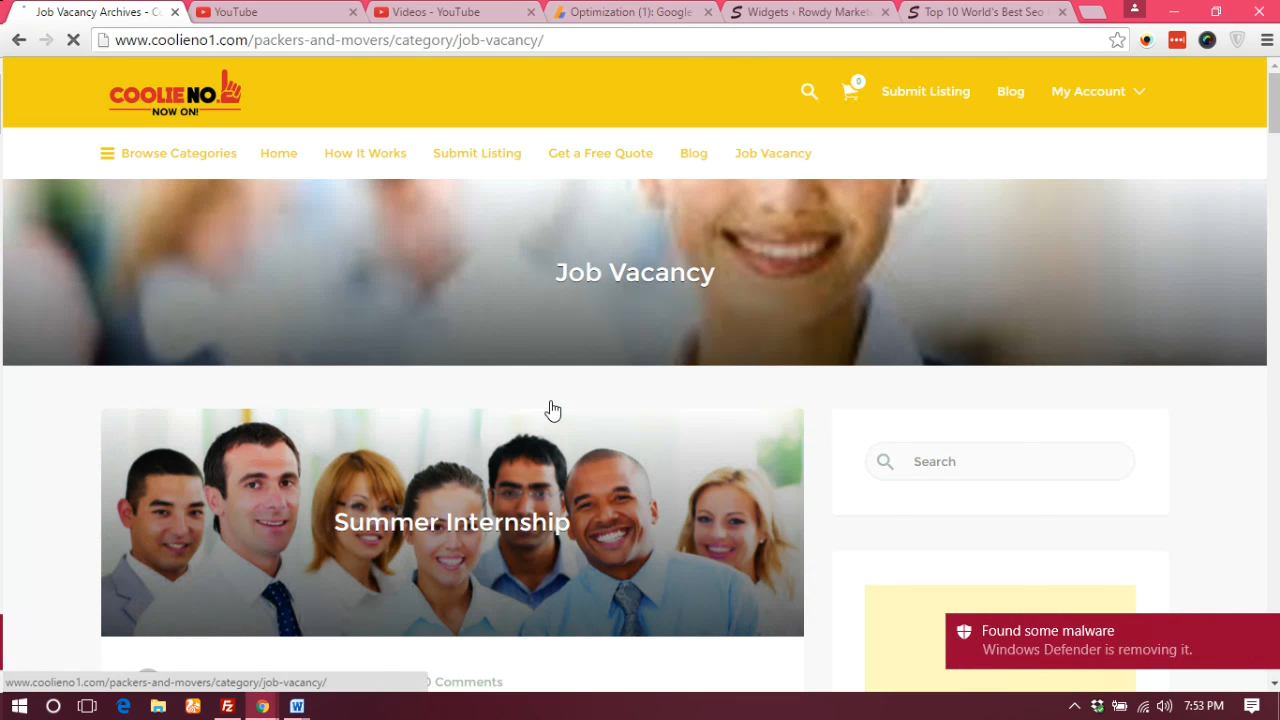 Job Vacancy Archives - Co
YouTube
Videos - YouTube
Optimization (1): Google
Widgets ‹ Rowdy Market
Top 10 World's Best Seo
www.coolieno1.com/packers-and-movers/category/job-vacancy/
COOLIE NO.
NOW ON!
0
Submit Listing
Blog
My Account
Browse Categories
Home
How It Works
Submit Listing
Get a Free Quote
Blog
Job Vacancy
Job Vacancy
Summer Internship
Search
Found some malware
Windows Defender is removing it.
www.coolieno1.com/packers-and-movers/category/job-vacancy/
0 Comments
7:53 PM